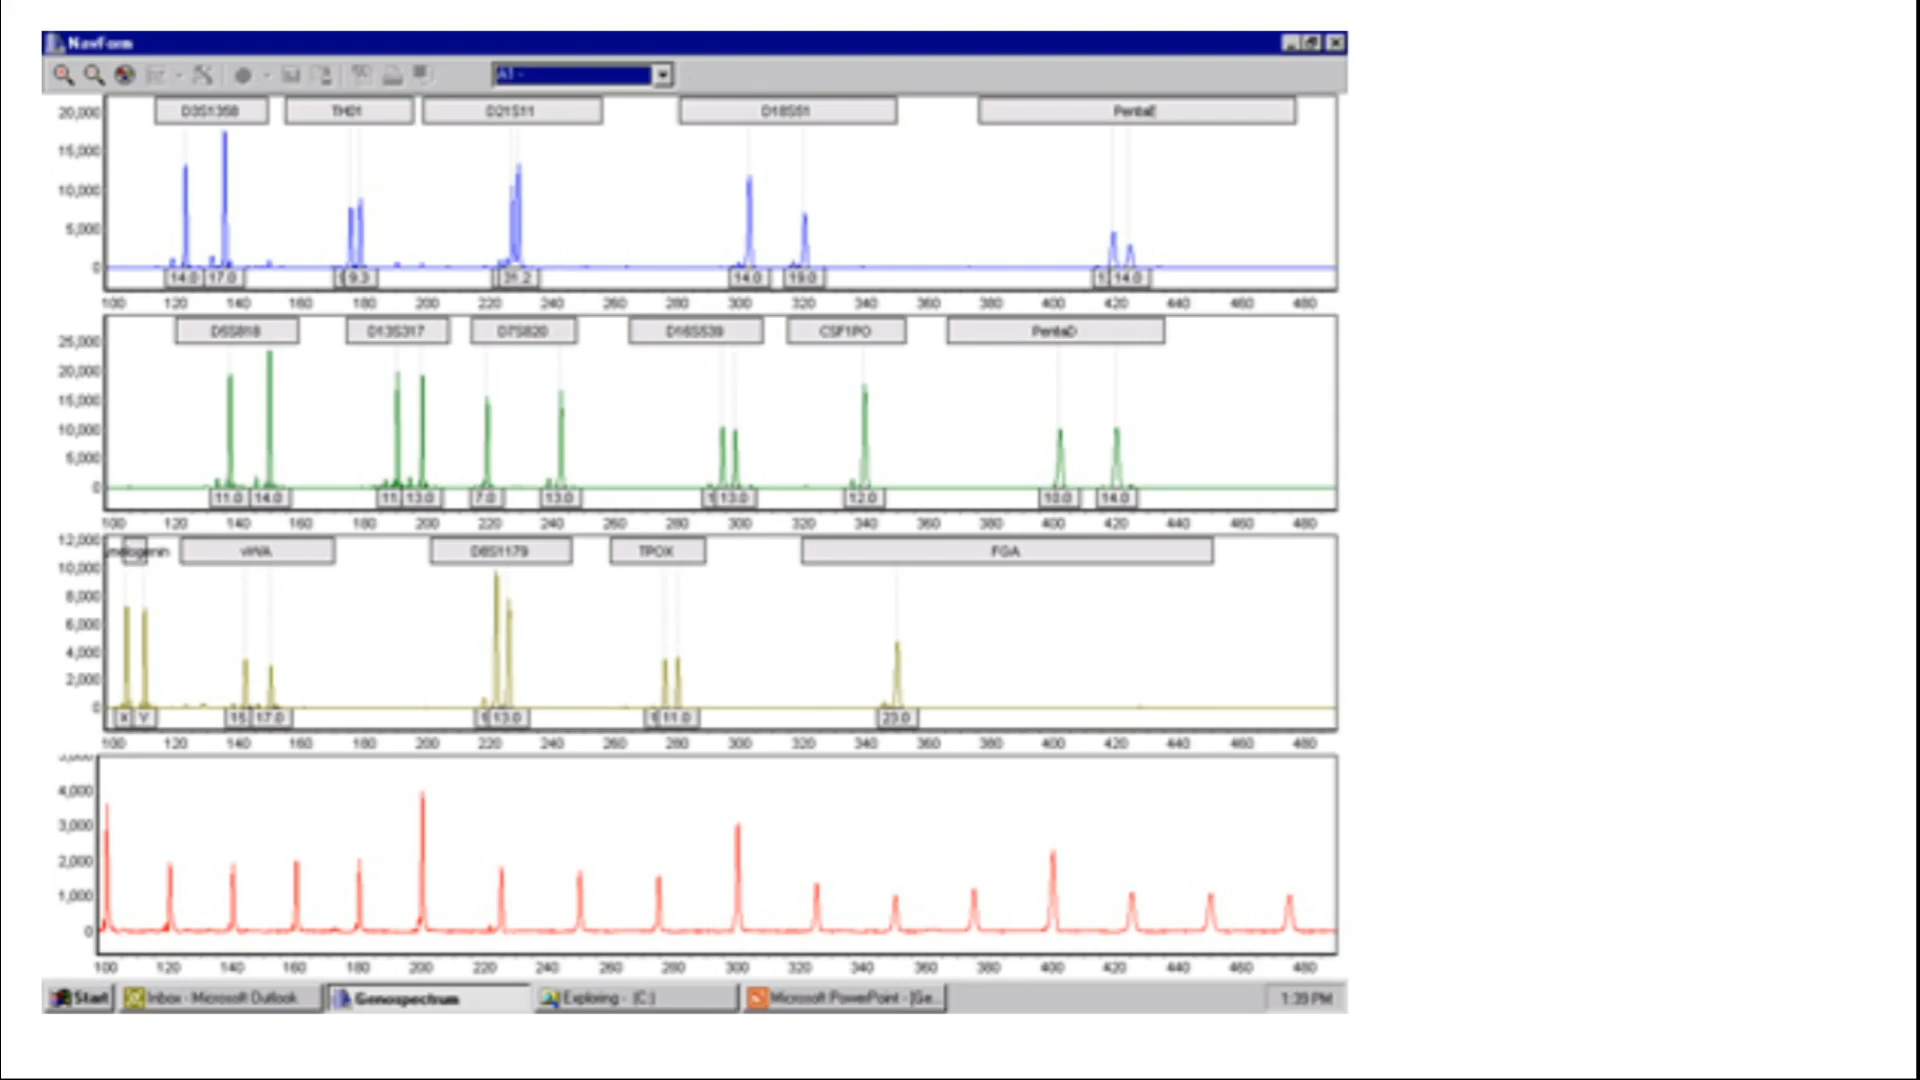 NavForm
A1 -
D3S1358 TH01 D21S11 D18S51 PentaE
20,000
15,000
10,000
5,000
0
14.0 17.0 9.3 31.2 14.0 19.0 14.0
100 120 140 160 180 200 220 240 260 280 300 320 340 360 380 400 420 440 460 480
D5S818 D13S317 D7S820 D16S539 CSF1PO PentaD
25,000
20,000
15,000
10,000
5,000
0
11.0 14.0 11 13.0 7.0 13.0 1 13.0 12.0 10.0 14.0
100 120 140 160 180 200 220 240 260 280 300 320 340 360 380 400 420 440 460 480
melogenin vWA D8S1179 TPOX FGA
12,000
10,000
8,000
6,000
4,000
2,000
0
X Y 15 17.0 13.0 11.0 23.0
100 120 140 160 180 200 220 240 260 280 300 320 340 360 380 400 420 440 460 480
5,000
4,000
3,000
2,000
1,000
0
100 120 140 160 180 200 220 240 260 280 300 320 340 360 380 400 420 440 460 480
Start Inbox - Microsoft Outlook Genospectrum Exploring - (C:) Microsoft PowerPoint - [Ge... 1:39 PM